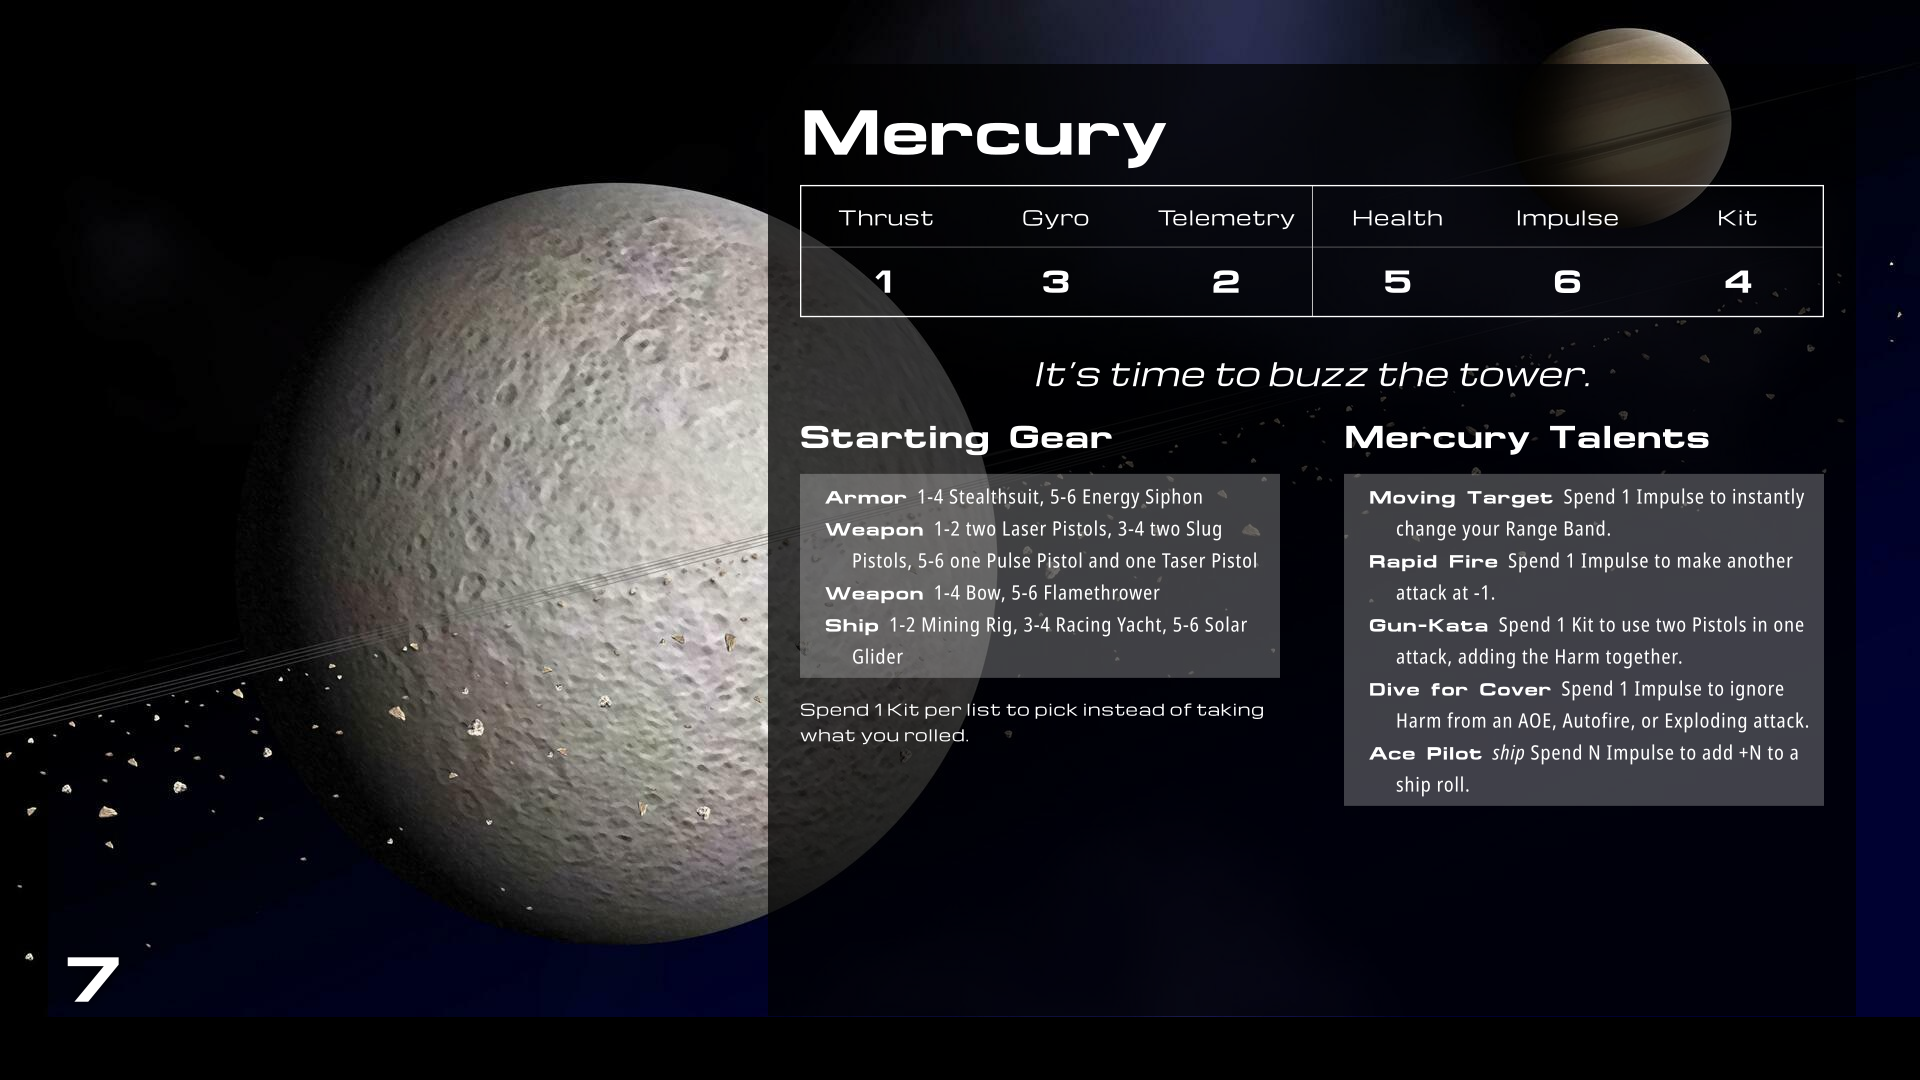 Mercury
Thrust Gyro Telemetry Health Impulse Kit
1 3 2 5 6 4
It's time to buzz the tower.
Starting Gear
Armor 1-4 Stealthsuit, 5-6 Energy Siphon
Weapon 1-2 two Laser Pistols, 3-4 two Slug
Pistols, 5-6 one Pulse Pistol and one Taser Pistol
Weapon 1-4 Bow, 5-6 Flamethrower
Ship 1-2 Mining Rig, 3-4 Racing Yacht, 5-6 Solar
Glider
Spend 1 Kit per list to pick instead of taking
what you rolled.
Mercury Talents
Moving Target Spend 1 Impulse to instantly
change your Range Band.
Rapid Fire Spend 1 Impulse to make another
attack at -1.
Gun-Kata Spend 1 Kit to use two Pistols in one
attack, adding the Harm together.
Dive for Cover Spend 1 Impulse to ignore
Harm from an AOE, Autofire, or Exploding attack.
Ace Pilot ship Spend N Impulse to add +N to a
ship roll.
7